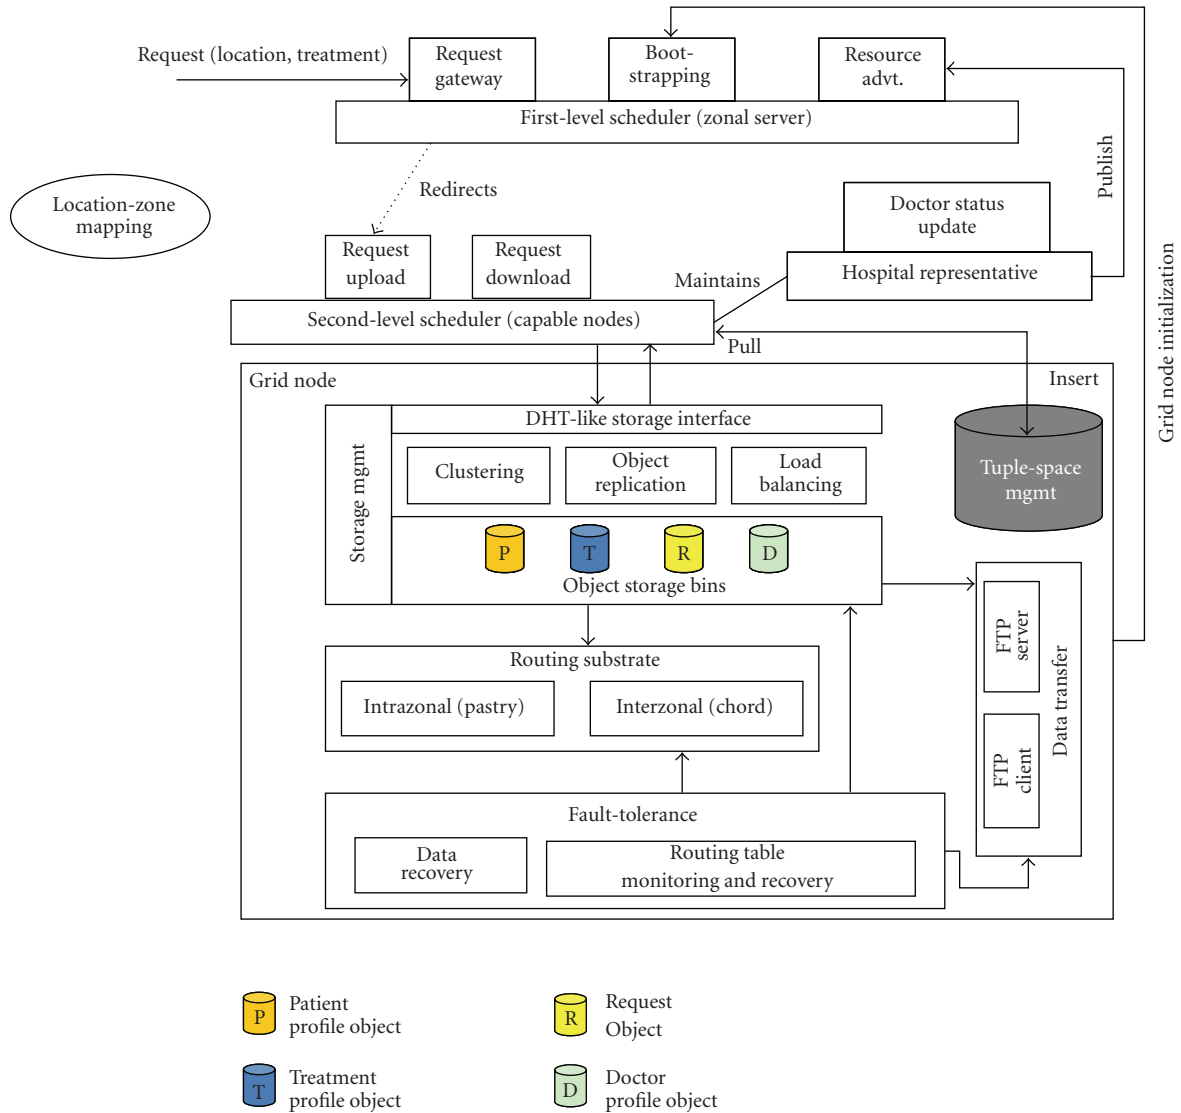 Request (location, treatment)
Request
gateway
Boot-
strapping
Resource
advt.
First-level scheduler (zonal server)
Redirects
Publish
Location-zone
mapping
Doctor status
update
Hospital representative
Request
upload
Request
download
Maintains
Second-level scheduler (capable nodes)
Pull
Grid node initialization
Grid node
Insert
DHT-like storage interface
Storage mgmt
Clustering
Object
replication
Load
balancing
Tuple-space
mgmt
P
T
R
D
Object storage bins
FTP
server
FTP
client
Data transfer
Routing substrate
Intrazonal (pastry)
Interzonal (chord)
Fault-tolerance
Data
recovery
Routing table
monitoring and recovery
P
Patient
profile object
R
Request
Object
T
Treatment
profile object
D
Doctor
profile object